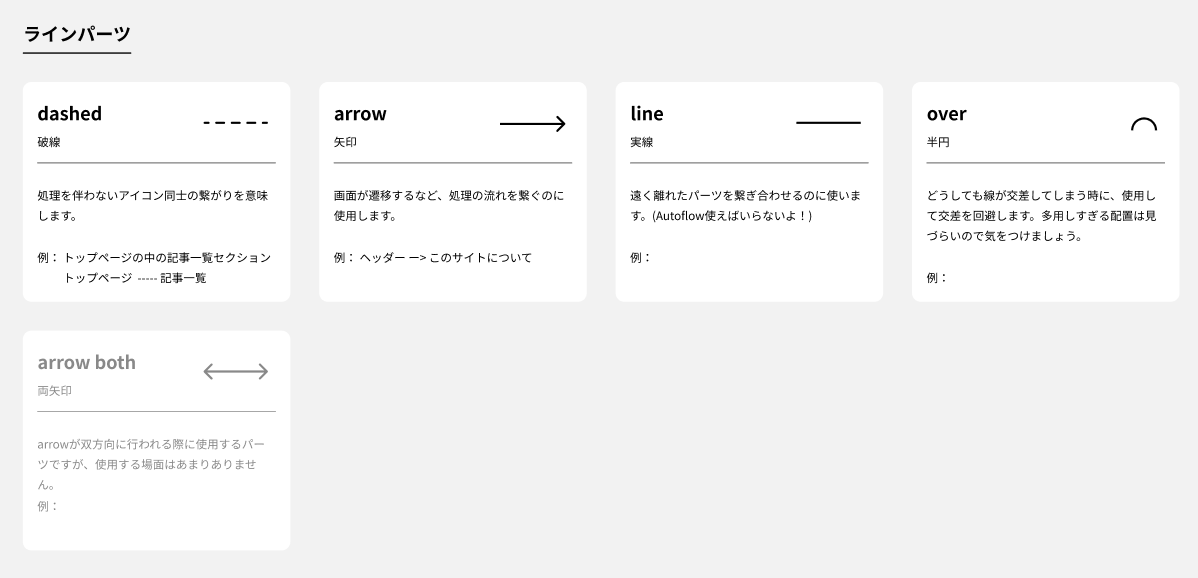 ラインパーツ
dashed
破線
処理を伴わないアイコン同士の繋がりを意味
します。
例： トップページの中の記事一覧セクション
トップページ ----- 記事一覧
arrow
矢印
画面が遷移するなど、処理の流れを繋ぐのに
使用します。
例： ヘッダー ー> このサイトについて
line
実線
遠く離れたパーツを繋ぎ合わせるのに使いま
す。(Autoflow使えばいらないよ！)
例：
over
半円
どうしても線が交差してしまう時に、使用し
て交差を回避します。多用しすぎる配置は見
づらいので気をつけましょう。
例：
arrow both
両矢印
arrowが双方向に行われる際に使用するパー
ツですが、使用する場面はあまりありませ
ん。
例：